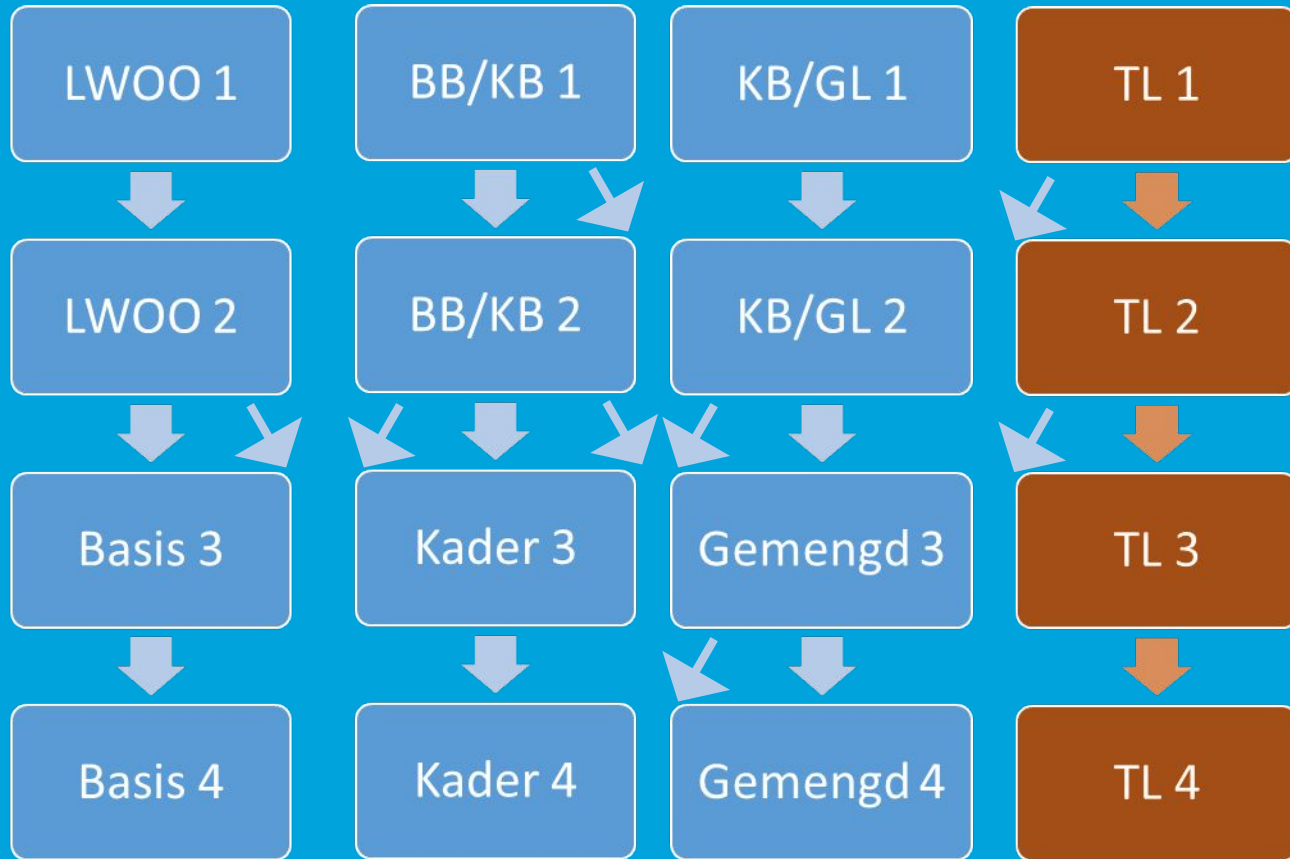 LWOO 1
BB/KB 1
KB/GL 1
TL 1
LWOO 2
BB/KB 2
KB/GL 2
TL 2
Basis 3
Kader 3
Gemengd 3
TL 3
Basis 4
Kader 4
Gemengd 4
TL 4